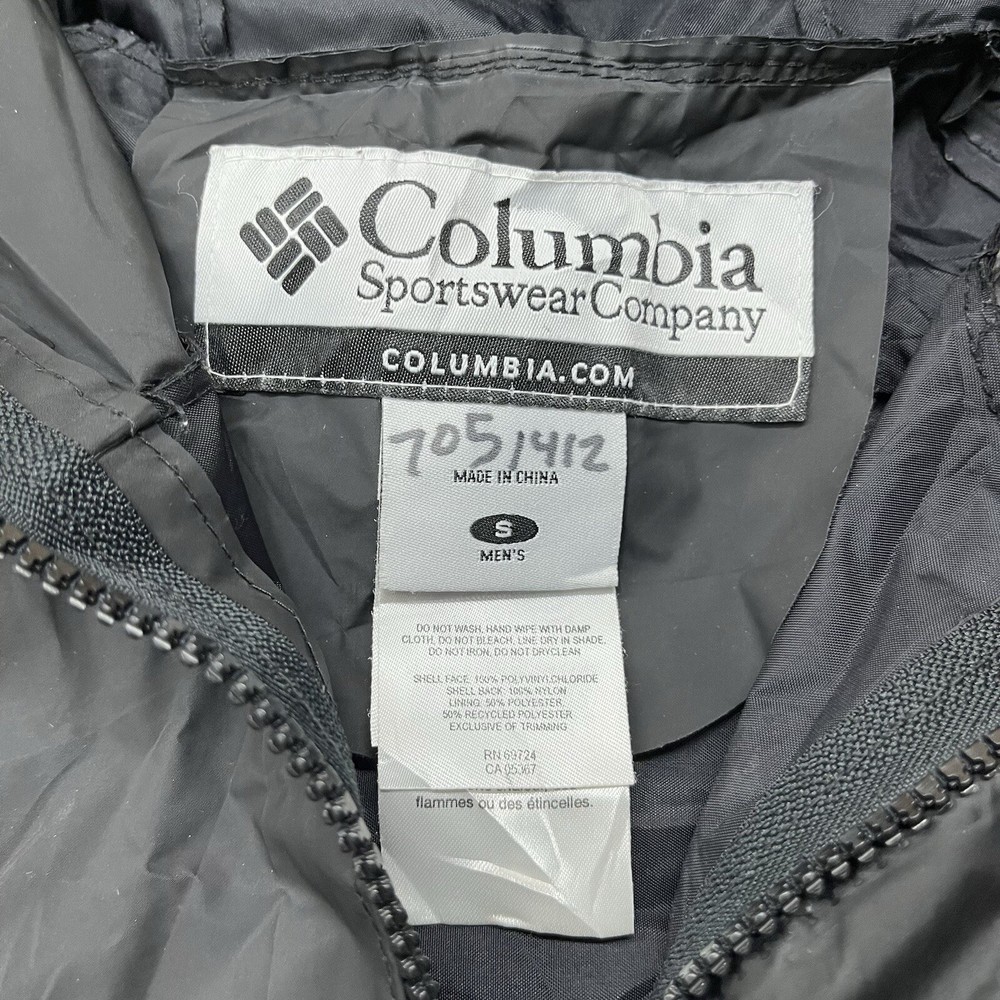 Columbia
Sportswear Company
COLUMBIA.COM
705/412
MADE IN CHINA
S
MEN'S
DO NOT WASH, HAND WIPE WITH DAMP
CLOTH, DO NOT BLEACH, LINE DRY IN SHADE,
DO NOT IRON, DO NOT DRYCLEAN
SHELL FACE: 100% POLYVINYLCHLORIDE
SHELL BACK: 100% NYLON
LINING: 50% POLYESTER,
50% RECYCLED POLYESTER
EXCLUSIVE OF TRIMMING
RN 69724
CA 05367
flammes ou des étincelles.